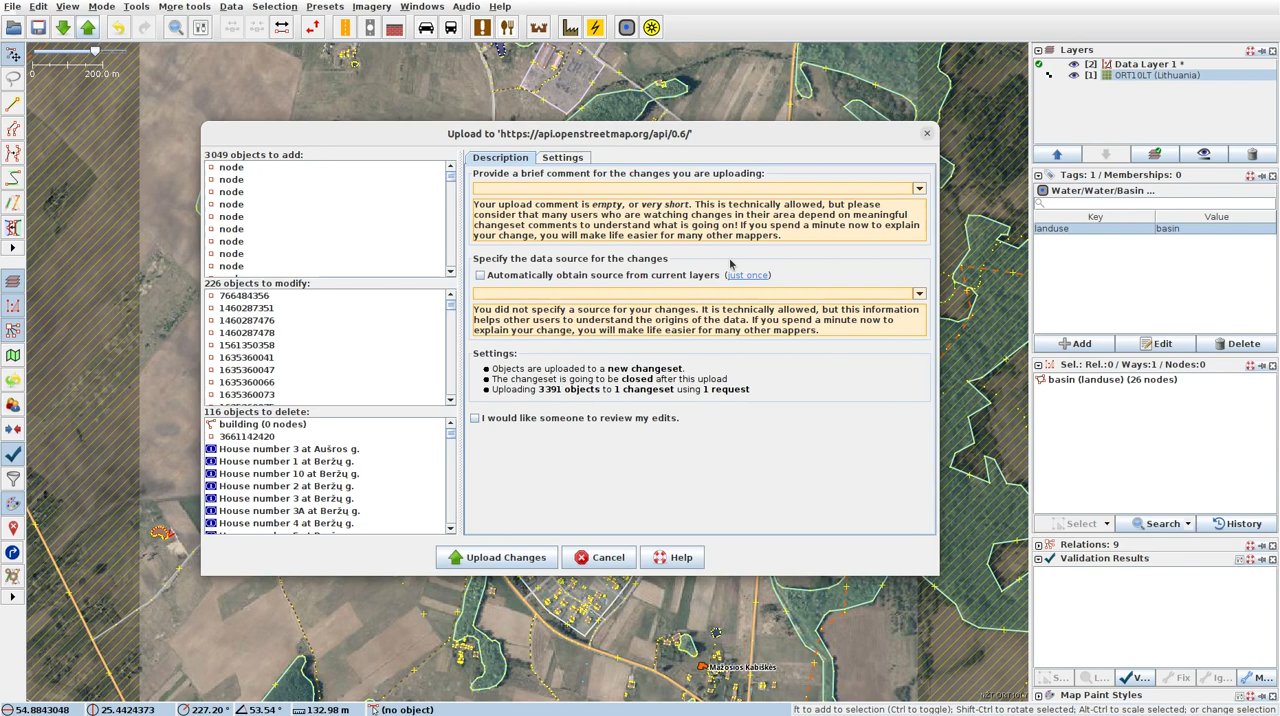 File Edit View Mode Tools More tools Data Selection Presets Imagery Windows Audio Help
0 200.0 m
Layers
[2] Data Layer 1 *
[1] ORT10LT (Lithuania)
Tags: 1 / Memberships: 0
Water/Water/Basin ...
Key Value
landuse basin
Add Edit Delete
Sel.: Rel.:0 / Ways:1 / Nodes:0
basin (landuse) (26 nodes)
Select Search History
Relations: 9
Validation Results
S... L... V... Fix Ig... M...
Map Paint Styles
Upload to 'https://api.openstreetmap.org/api/0.6/'
3049 objects to add:
node
node
node
node
node
node
node
node
node
226 objects to modify:
766484356
1460287351
1460287476
1460287478
1561350358
1635360041
1635360047
1635360066
1635360073
116 objects to delete:
building (0 nodes)
3661142420
House number 3 at Aušros g.
House number 1 at Beržų g.
House number 10 at Beržų g.
House number 2 at Beržų g.
House number 3 at Beržų g.
House number 3A at Beržų g.
House number 4 at Beržų g.
Description Settings
Provide a brief comment for the changes you are uploading:
Your upload comment is empty, or very short. This is technically allowed, but please
consider that many users who are watching changes in their area depend on meaningful
changeset comments to understand what is going on! If you spend a minute now to explain
your change, you will make life easier for many other mappers.
Specify the data source for the changes
Automatically obtain source from current layers (just once)
You did not specify a source for your changes. It is technically allowed, but this information
helps other users to understand the origins of the data. If you spend a minute now to
explain your change, you will make life easier for many other mappers.
Settings:
Objects are uploaded to a new changeset.
The changeset is going to be closed after this upload
Uploading 3391 objects to 1 changeset using 1 request
I would like someone to review my edits.
Upload Changes Cancel Help
Mažosios Kabiškės
54.8843048 25.4424373 227.20 ° 53.54 ° 132.98 m (no object)
ft to add to selection (Ctrl to toggle); Shift-Ctrl to rotate selected; Alt-Ctrl to scale selected; or change selection